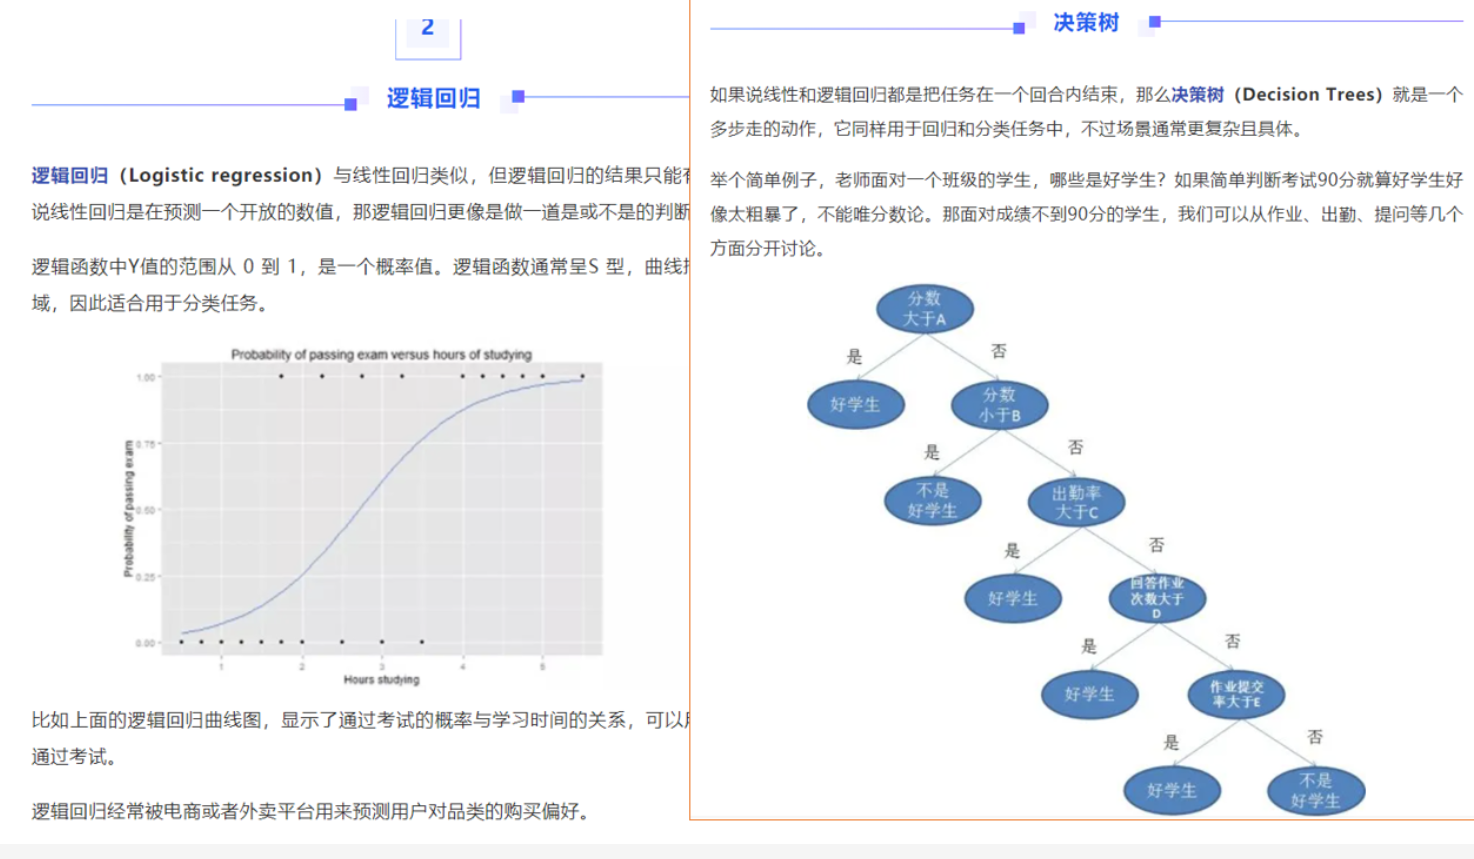 2
逻辑回归
逻辑回归（Logistic regression）与线性回归类似，但逻辑回归的结果只能
说线性回归是在预测一个开放的数值，那逻辑回归更像是做一道是或不是的判断
逻辑函数中Y值的范围从 0 到 1，是一个概率值。逻辑函数通常呈S 型，曲线
域，因此适合用于分类任务。
Probability of passing exam versus hours of studying
1.00
0.75
0.50
0.25
0.00
Probability of passing exam
1 2 3 4 5
Hours studying
比如上面的逻辑回归曲线图，显示了通过考试的概率与学习时间的关系，可以
通过考试。
逻辑回归经常被电商或者外卖平台用来预测用户对品类的购买偏好。
决策树
如果说线性和逻辑回归都是把任务在一个回合内结束，那么决策树（Decision Trees）就是一个
多步走的动作，它同样用于回归和分类任务中，不过场景通常更复杂且具体。
举个简单例子，老师面对一个班级的学生，哪些是好学生？如果简单判断考试90分就算好学生好
像太粗暴了，不能唯分数论。那面对成绩不到90分的学生，我们可以从作业、出勤、提问等几个
方面分开讨论。
分数
大于A
是 否
好学生
分数
小于B
是 否
不是
好学生
出勤率
大于C
是 否
好学生
回答作业
次数大于
D
是 否
好学生
作业提交
率大于E
是 否
好学生
不是
好学生